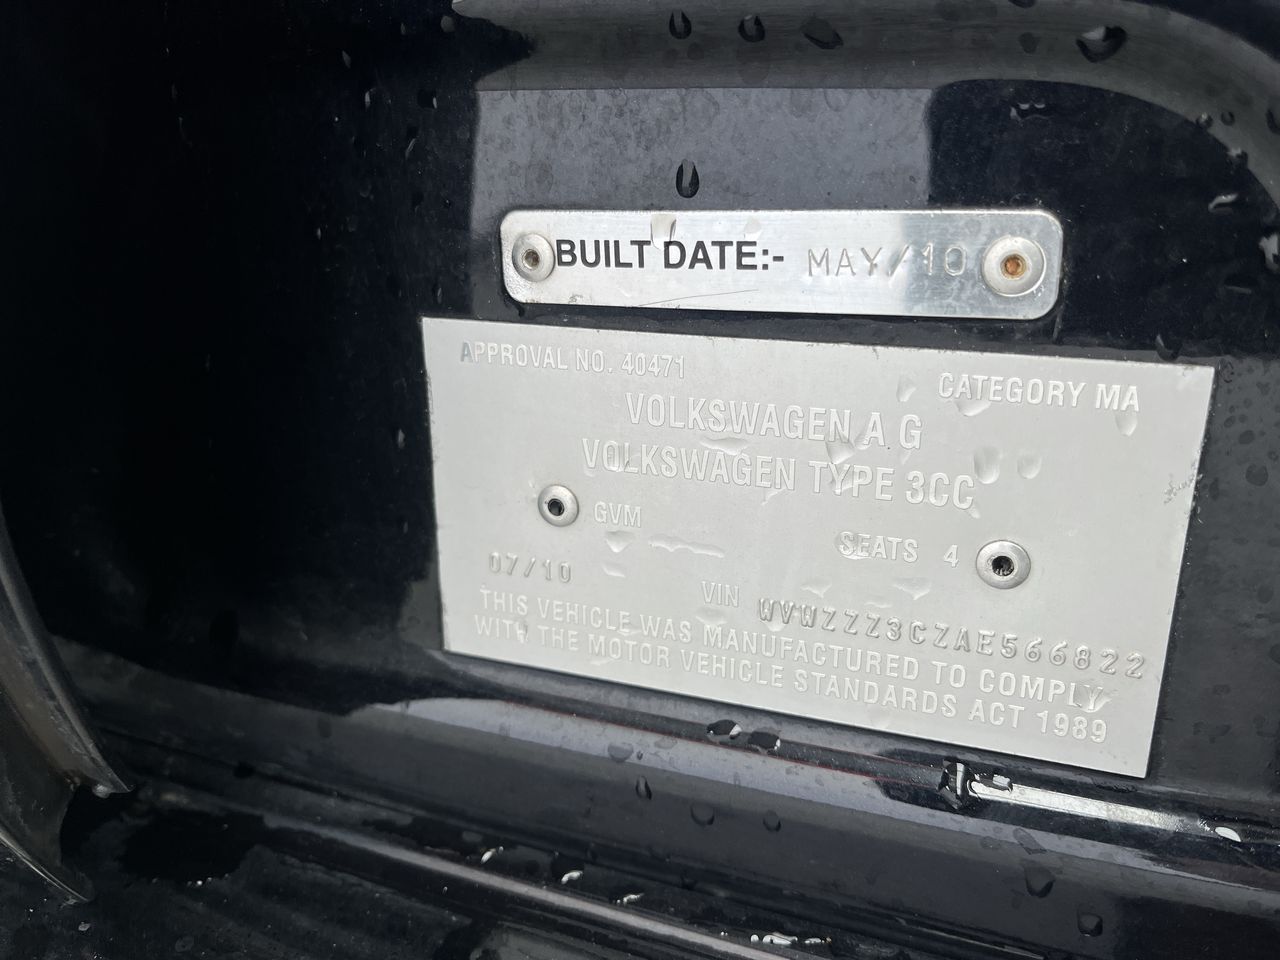 BUILT DATE:- MAY/10
APPROVAL NO. 40471 CATEGORY MA
VOLKSWAGEN A G
VOLKSWAGEN TYPE 3CC
GVM SEATS 4
07/10 VIN WVWZZZ3CZAE566822
THIS VEHICLE WAS MANUFACTURED TO COMPLY
WITH THE MOTOR VEHICLE STANDARDS ACT 1989